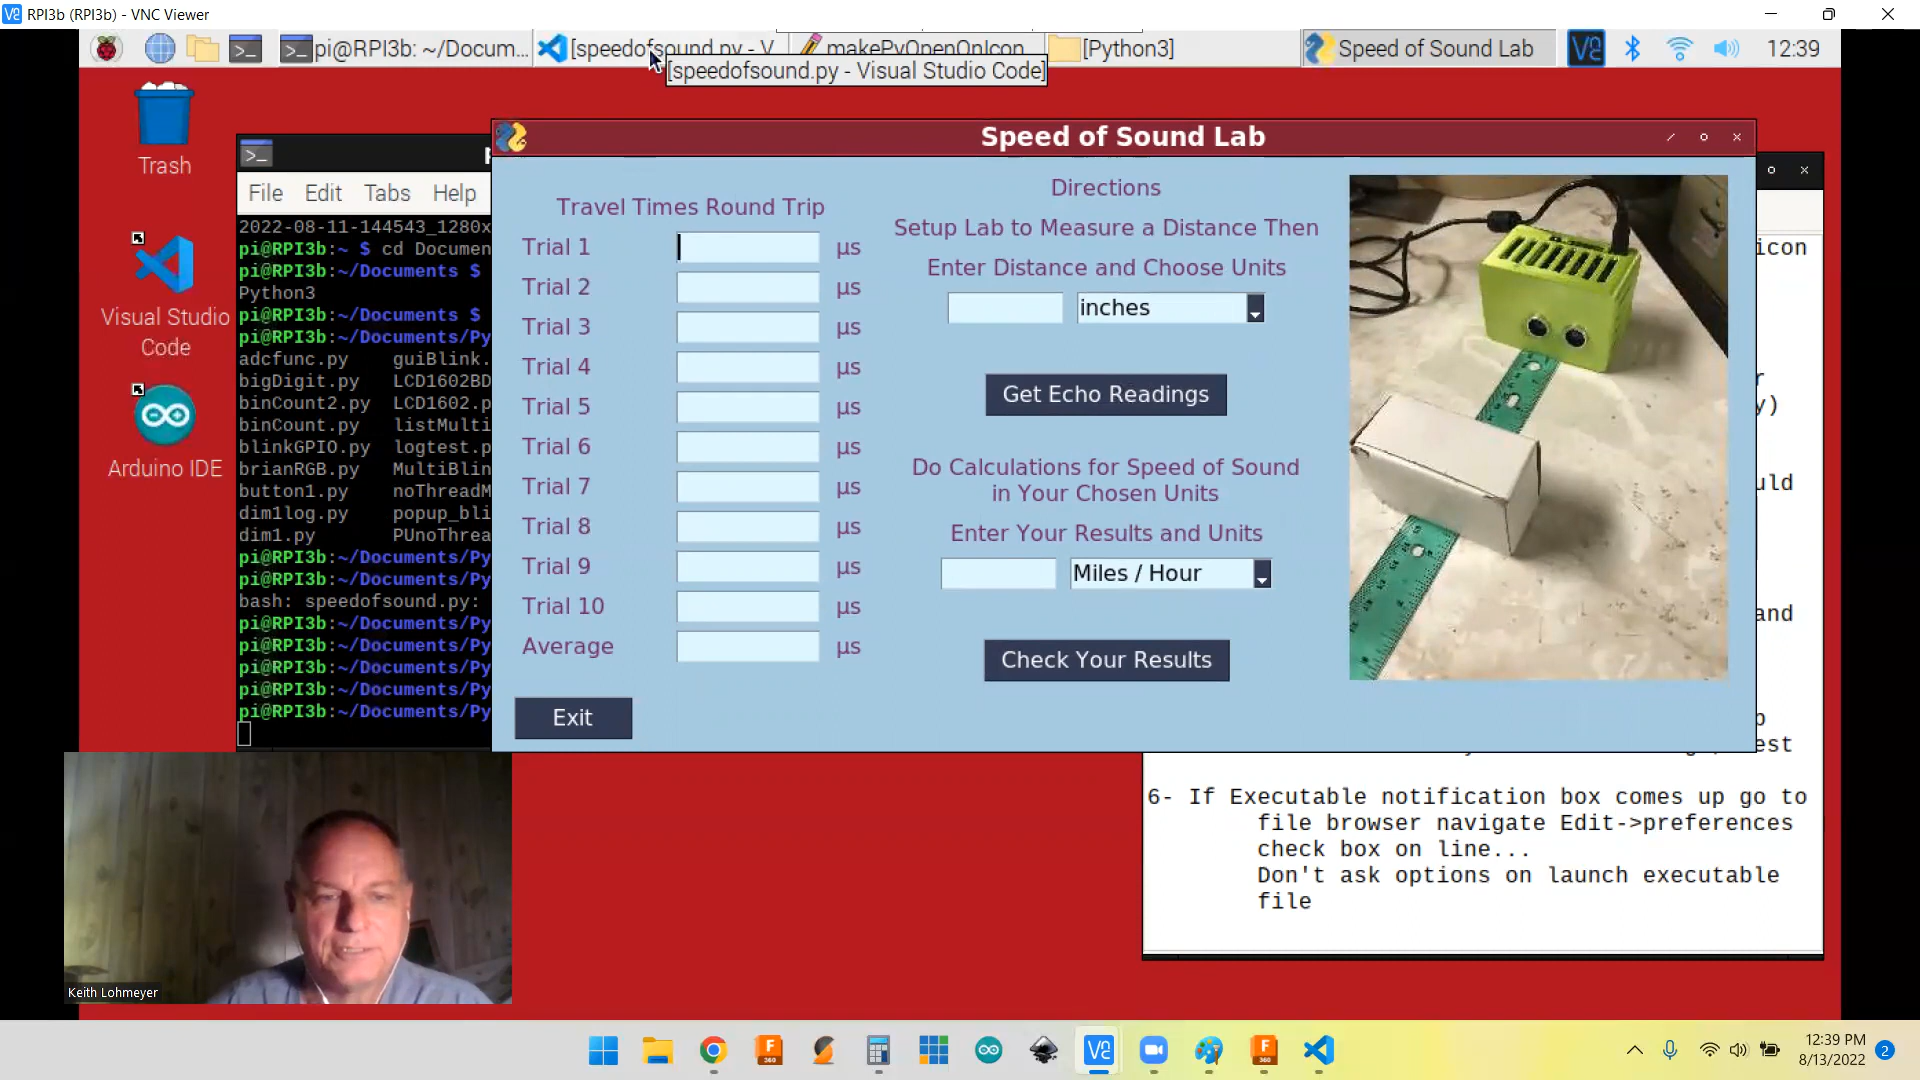 RPI3b (RPI3b) - VNC Viewer
pi@RPI3b: ~/Docum...
[speedofsound.py - V
makePyOpenOnIcon
[Python3]
Speed of Sound Lab
12:39
[speedofsound.py - Visual Studio Code]
Trash
Visual Studio
Code
Arduino IDE
File Edit Tabs Help
2022-08-11-144543_1280x
pi@RPI3b:~ $ cd Documen
pi@RPI3b:~/Documents $
Python3
pi@RPI3b:~/Documents $
pi@RPI3b:~/Documents/Py
adcfunc.py guiBlink.
bigDigit.py LCD1602BD
binCount2.py LCD1602.p
binCount.py listMulti
blinkGPIO.py logtest.p
brianRGB.py MultiBlin
button1.py noThreadM
dim1log.py popup_bli
dim1.py PUnoThrea
pi@RPI3b:~/Documents/Py
pi@RPI3b:~/Documents/Py
bash: speedofsound.py:
pi@RPI3b:~/Documents/Py
pi@RPI3b:~/Documents/Py
pi@RPI3b:~/Documents/Py
pi@RPI3b:~/Documents/Py
pi@RPI3b:~/Documents/Py
Speed of Sound Lab
Travel Times Round Trip
Trial 1 µs
Trial 2 µs
Trial 3 µs
Trial 4 µs
Trial 5 µs
Trial 6 µs
Trial 7 µs
Trial 8 µs
Trial 9 µs
Trial 10 µs
Average µs
Exit
Directions
Setup Lab to Measure a Distance Then
Enter Distance and Choose Units
inches
Get Echo Readings
Do Calculations for Speed of Sound
in Your Chosen Units
Enter Your Results and Units
Miles / Hour
Check Your Results
icon
y)
uld
and
est
6- If Executable notification box comes up go to
file browser navigate Edit->preferences
check box on line...
Don't ask options on launch executable
file
Keith Lohmeyer
12:39 PM
8/13/2022
2